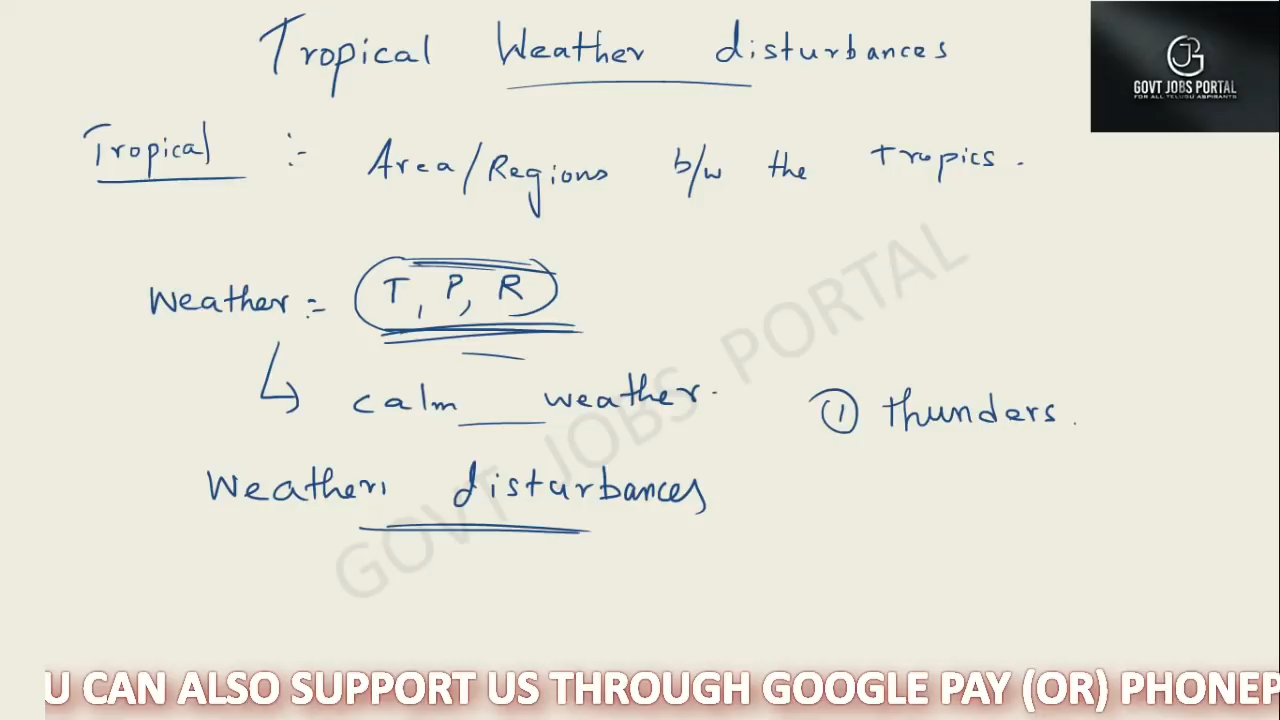 Tropical Weather disturbances
GOVT JOBS PORTAL
FOR ALL TELUGU ASPIRANTS
Tropical :- Area/Regions b/w the Tropics.
Weather := T, P, R
calm weather.
① thunders.
Weather disturbances
GOVT JOBS PORTAL
U CAN ALSO SUPPORT US THROUGH GOOGLE PAY (OR) PHONEP